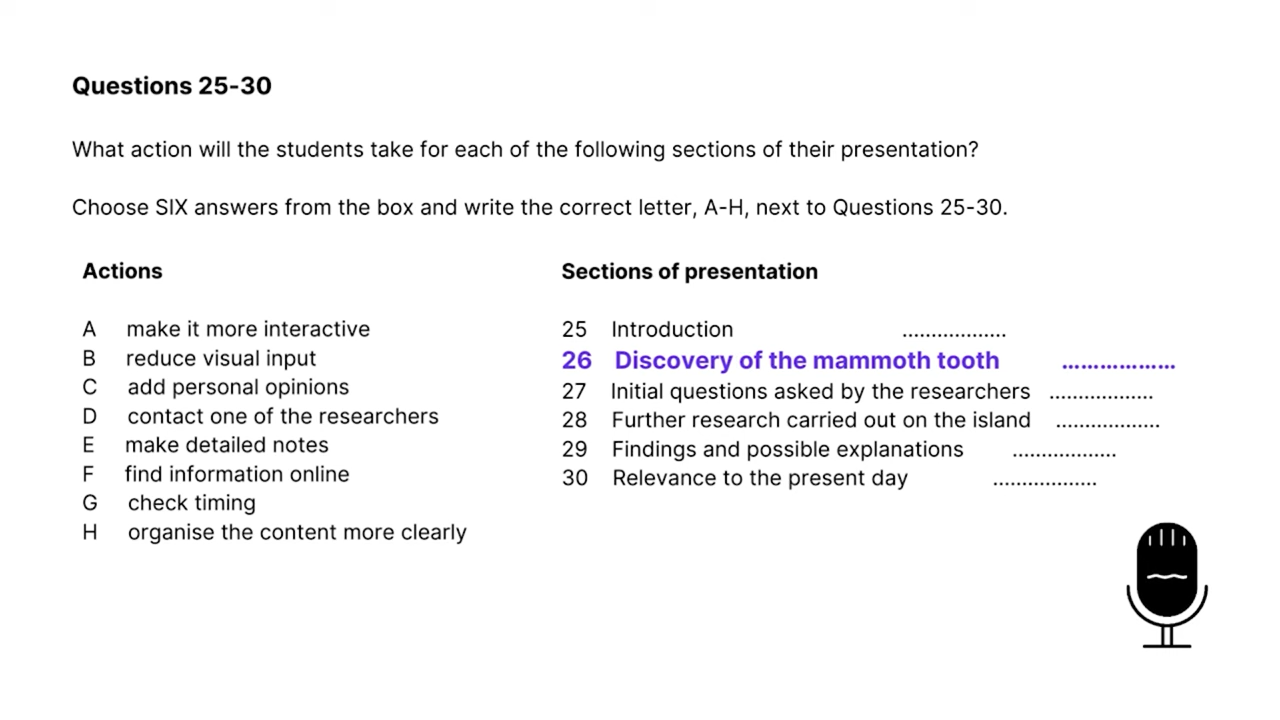 Questions 25-30
What action will the students take for each of the following sections of their presentation?
Choose SIX answers from the box and write the correct letter, A-H, next to Questions 25-30.
Actions
A make it more interactive
B reduce visual input
C add personal opinions
D contact one of the researchers
E make detailed notes
F find information online
G check timing
H organise the content more clearly
Sections of presentation
25 Introduction ..................
26 Discovery of the mammoth tooth ..................
27 Initial questions asked by the researchers ..................
28 Further research carried out on the island ..................
29 Findings and possible explanations ..................
30 Relevance to the present day ..................